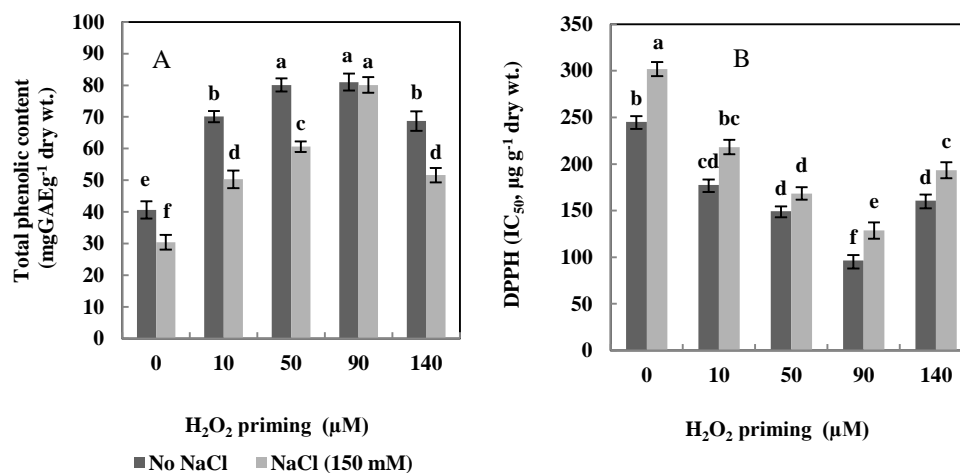 A
Total phenolic content
(mgGAEg⁻¹ dry wt.)
100
90
80
70
60
50
40
30
20
10
0
e
f
b
d
a
c
a
a
b
d
0 10 50 90 140
H₂O₂ priming (µM)
No NaCl NaCl (150 mM)
B
DPPH (IC₅₀, µg g⁻¹ dry wt.)
350
300
250
200
150
100
50
0
b
a
cd
bc
d
d
f
e
d
c
0 10 50 90 140
H₂O₂ priming (µM)